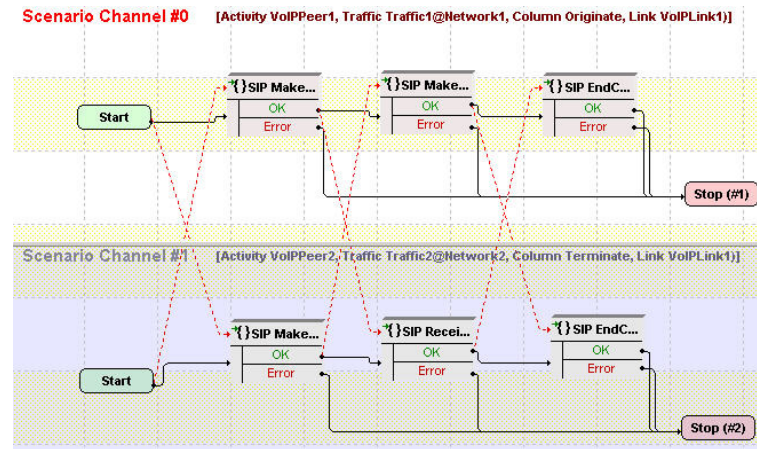 Scenario Channel #0 [Activity VoIPPeer1, Traffic Traffic1@Network1, Column Originate, Link VoIPLink1)]
{}SIP Make... {}SIP Make... {}SIP EndC...
Start OK OK OK
Error Error Error
Stop (#1)
Scenario Channel #1 [Activity VoIPPeer2, Traffic Traffic2@Network2, Column Terminate, Link VoIPLink1)]
{}SIP Make... {}SIP Recei... {}SIP EndC...
OK OK OK
Start Error Error Error
Stop (#2)